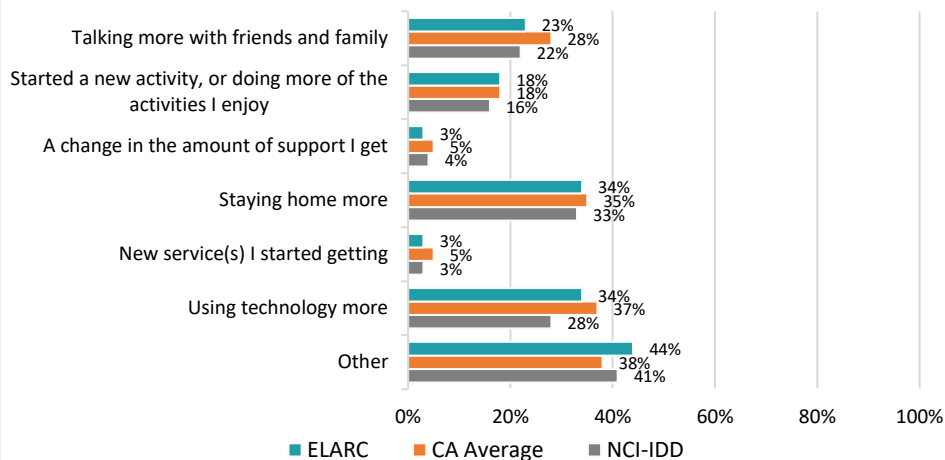 Talking more with friends and family
23%
28%
22%
Started a new activity, or doing more of the
activities I enjoy
18%
18%
16%
A change in the amount of support I get
3%
5%
4%
Staying home more
34%
35%
33%
New service(s) I started getting
3%
5%
3%
Using technology more
34%
37%
28%
Other
44%
38%
41%
0% 20% 40% 60% 80% 100%
ELARC CA Average NCI-IDD